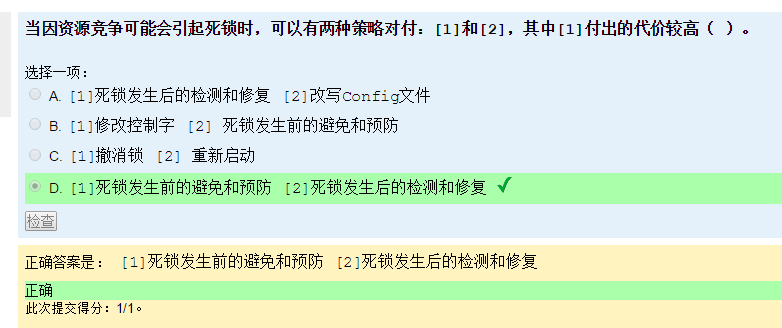 当因资源竞争可能会引起死锁时，可以有两种策略对付：[1]和[2]，其中[1]付出的代价较高（ ）。
选择一项：
A. [1]死锁发生后的检测和修复 [2]改写Config文件
B. [1]修改控制字 [2] 死锁发生前的避免和预防
C. [1]撤消锁 [2] 重新启动
D. [1]死锁发生前的避免和预防 [2]死锁发生后的检测和修复
检查
正确答案是： [1]死锁发生前的避免和预防 [2]死锁发生后的检测和修复
正确
此次提交得分：1/1。